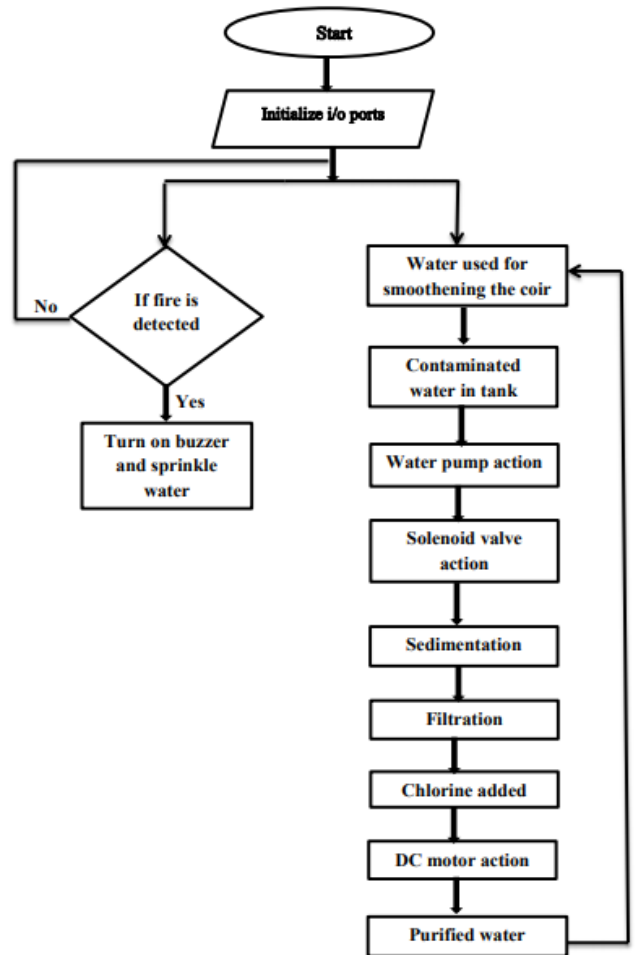 Start
Initialize i/o ports
If fire is
detected
No
Yes
Turn on buzzer
and sprinkle
water
Water used for
smoothening the coir
Contaminated
water in tank
Water pump action
Solenoid valve
action
Sedimentation
Filtration
Chlorine added
DC motor action
Purified water